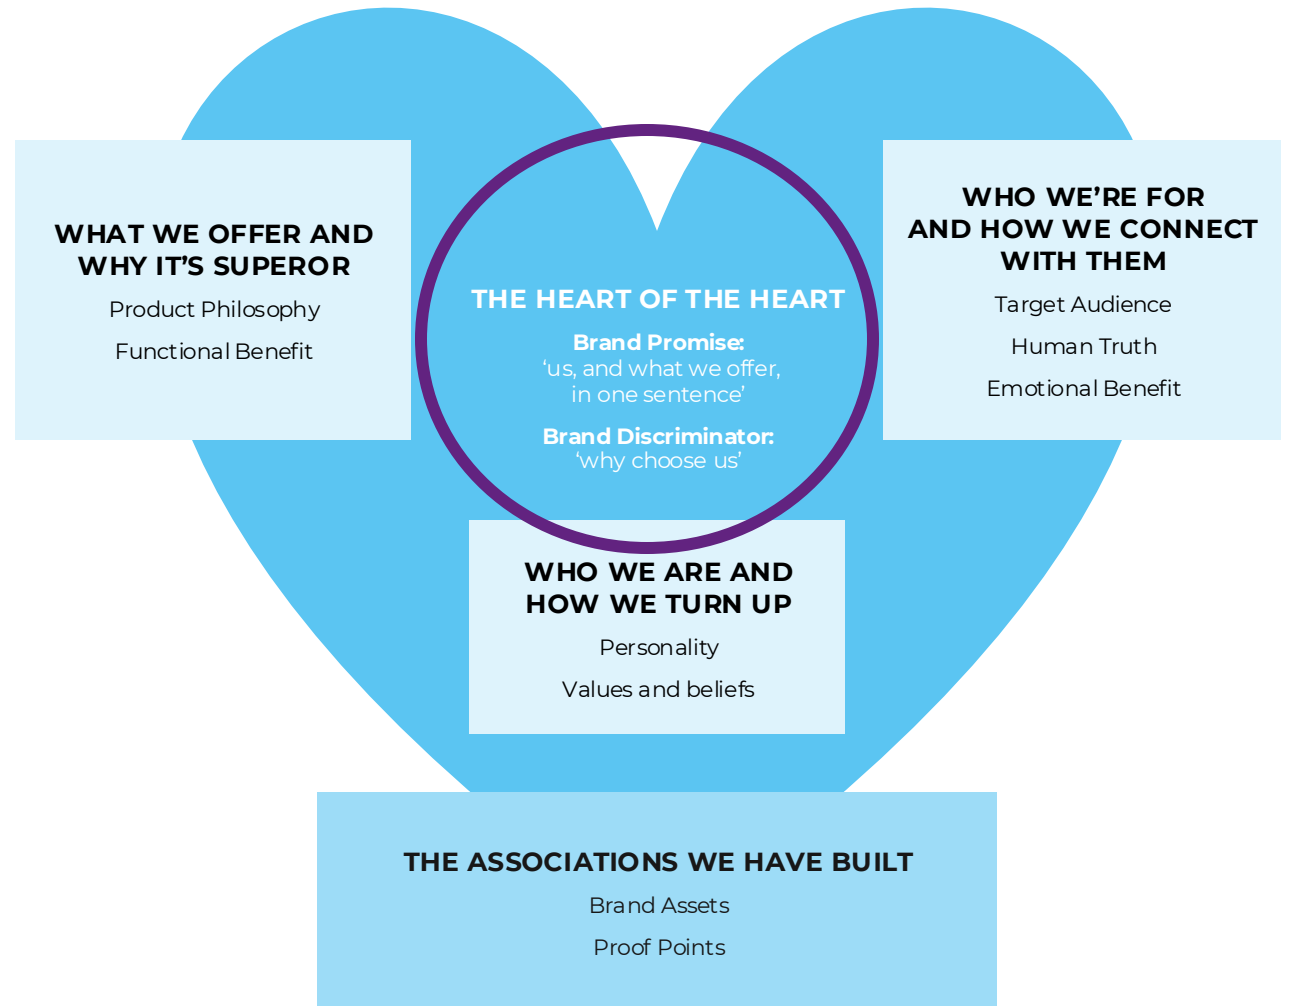 WHAT WE OFFER AND
WHY IT’S SUPEROR
Product Philosophy
Functional Benefit
THE HEART OF THE HEART
Brand Promise:
‘us, and what we offer,
in one sentence’
Brand Discriminator:
‘why choose us’
WHO WE’RE FOR
AND HOW WE CONNECT
WITH THEM
Target Audience
Human Truth
Emotional Benefit
WHO WE ARE AND
HOW WE TURN UP
Personality
Values and beliefs
THE ASSOCIATIONS WE HAVE BUILT
Brand Assets
Proof Points